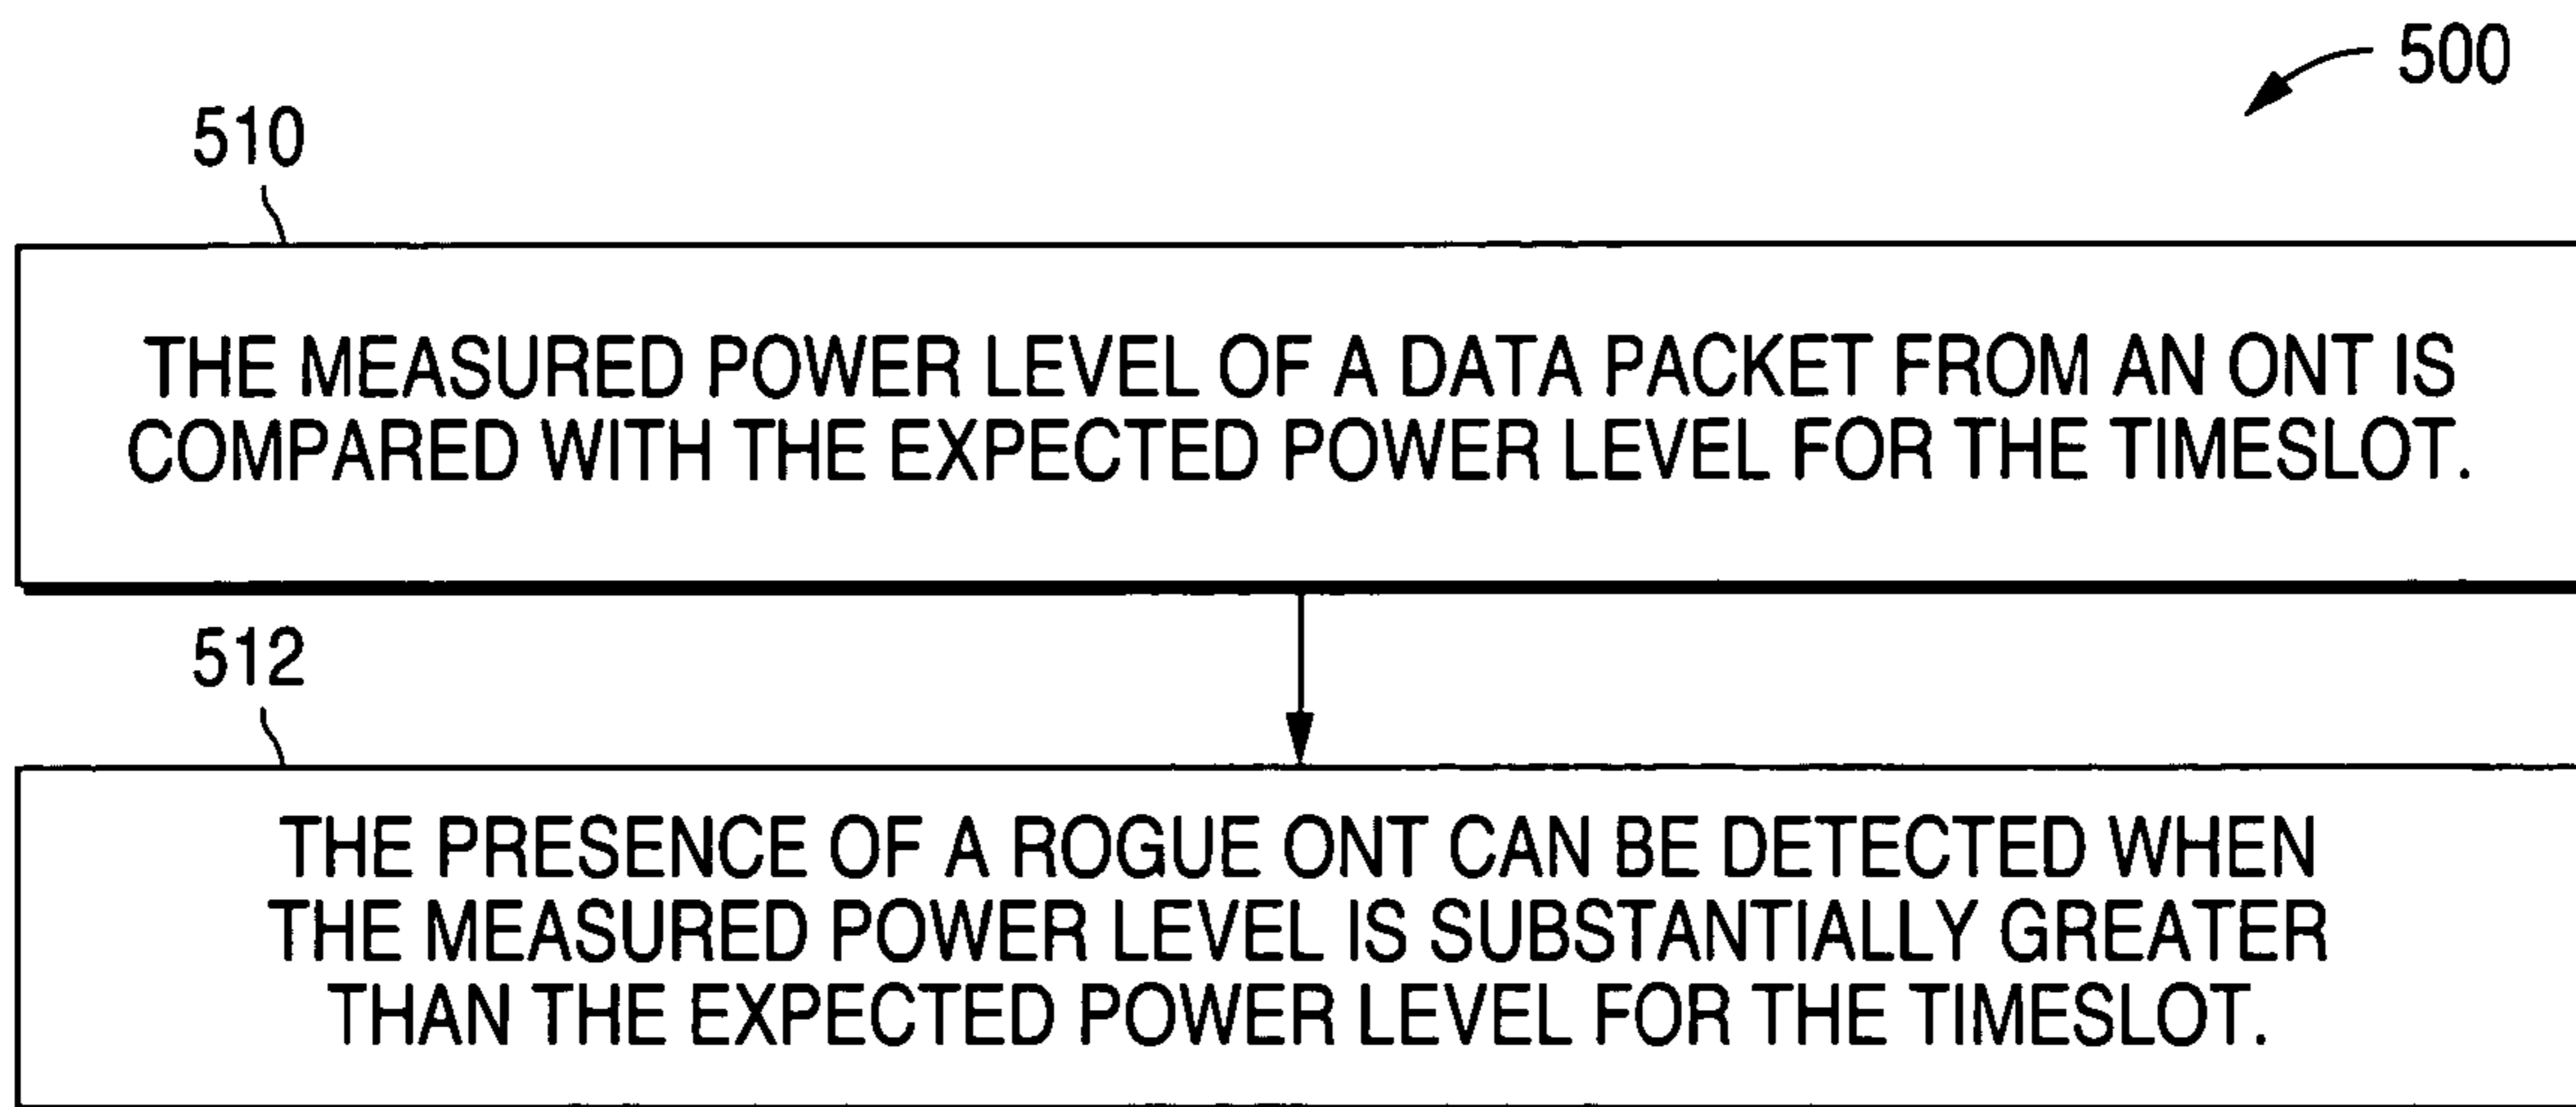 500
510
THE MEASURED POWER LEVEL OF A DATA PACKET FROM AN ONT IS
COMPARED WITH THE EXPECTED POWER LEVEL FOR THE TIMESLOT.
512
THE PRESENCE OF A ROGUE ONT CAN BE DETECTED WHEN
THE MEASURED POWER LEVEL IS SUBSTANTIALLY GREATER
THAN THE EXPECTED POWER LEVEL FOR THE TIMESLOT.